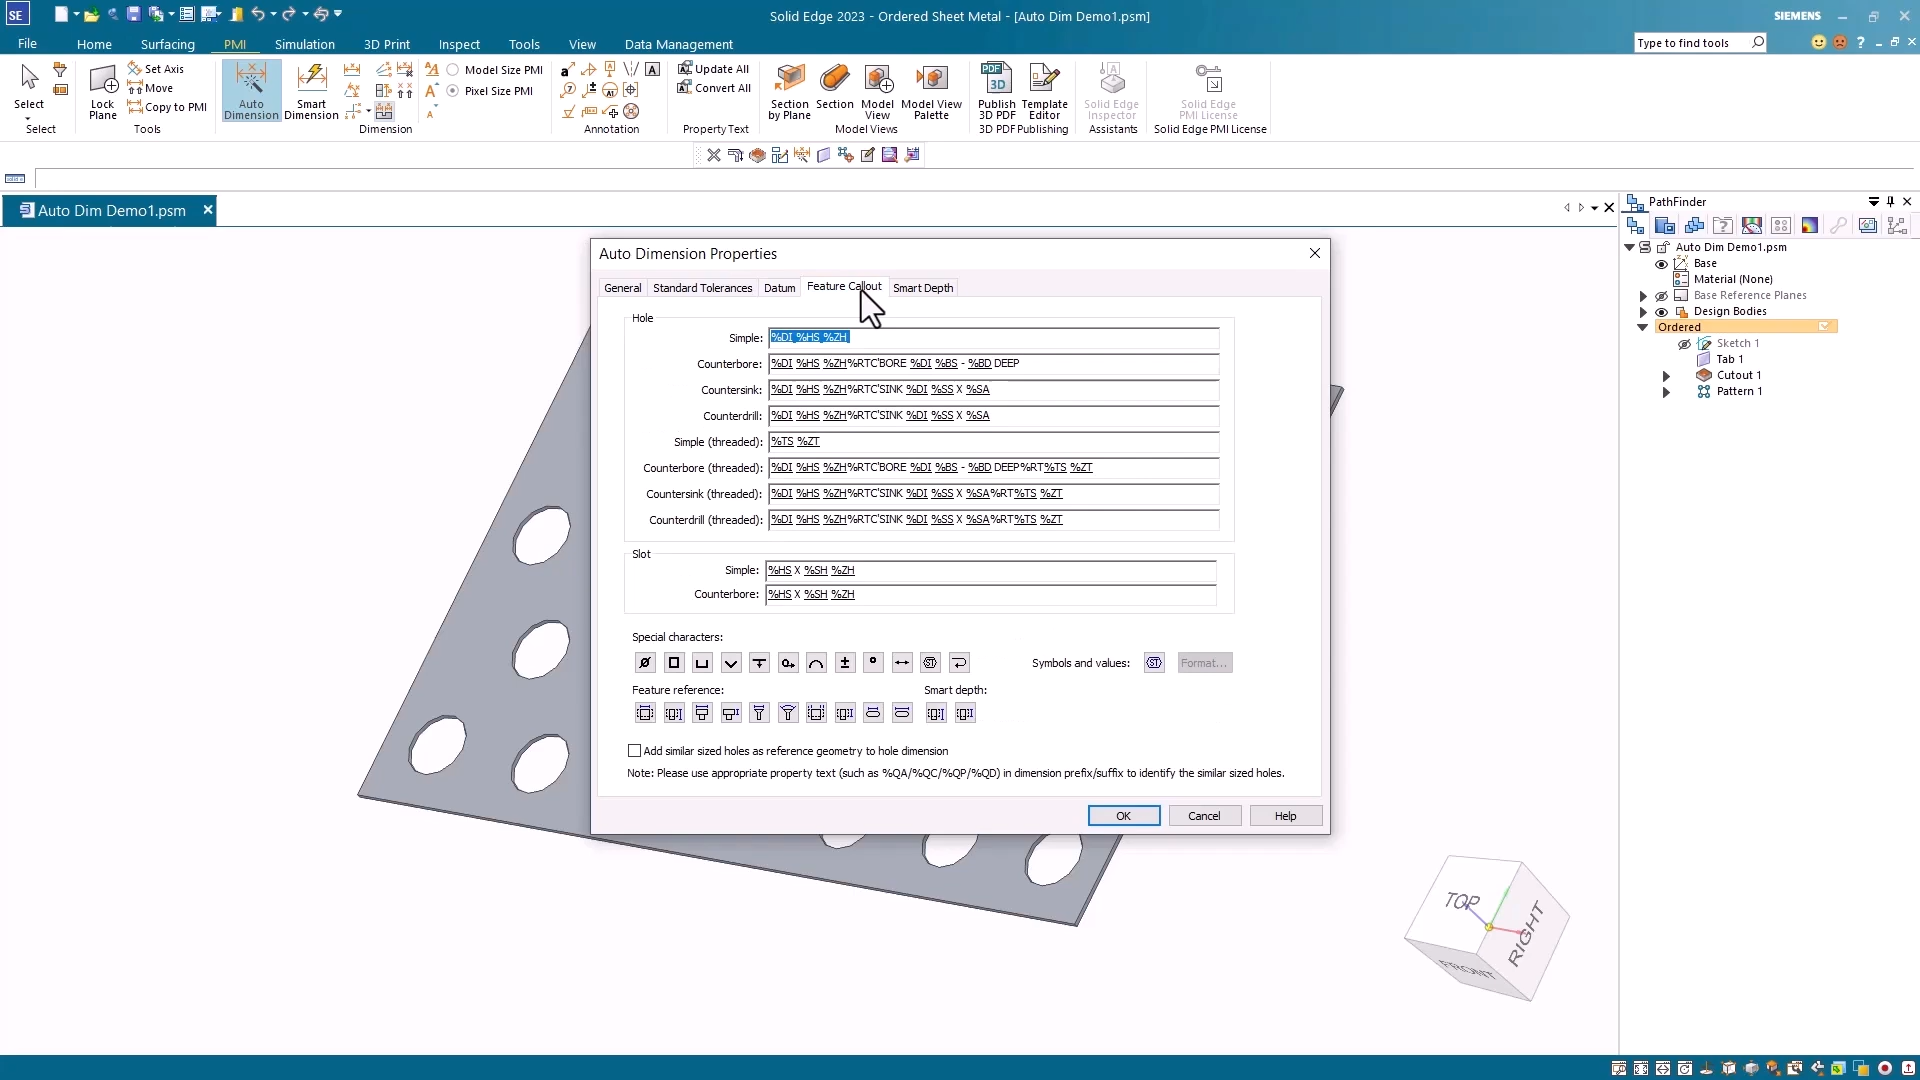 SE
Solid Edge 2023 - Ordered Sheet Metal - [Auto Dim Demo1.psm]
SIEMENS
File
Home
Surfacing
PMI
Simulation
3D Print
Inspect
Tools
View
Data Management
Type to find tools
Select
Select
Lock
Plane
Set Axis
Move
Copy to PMI
Tools
Auto
Dimension
Smart
Dimension
Dimension
Model Size PMI
Pixel Size PMI
Annotation
Update All
Convert All
Property Text
Section
by Plane
Section
Model
View
Model View
Palette
Model Views
PDF
3D
Publish
3D PDF
Template
Editor
3D PDF Publishing
Solid Edge
Inspector
Assistants
Solid Edge
PMI License
Solid Edge PMI License
Auto Dim Demo1.psm
PathFinder
Auto Dim Demo1.psm
Base
Material (None)
Base Reference Planes
Design Bodies
Ordered
Sketch 1
Tab 1
Cutout 1
Pattern 1
Auto Dimension Properties
General
Standard Tolerances
Datum
Feature Callout
Smart Depth
Hole
Simple: %DI %HS %ZH
Counterbore: %DI %HS %ZH%RTC'BORE %DI %BS - %BD DEEP
Countersink: %DI %HS %ZH%RTC'SINK %DI %SS X %SA
Counterdrill: %DI %HS %ZH%RTC'SINK %DI %SS X %SA
Simple (threaded): %TS %ZT
Counterbore (threaded): %DI %HS %ZH%RTC'BORE %DI %BS - %BD DEEP%RT%TS %ZT
Countersink (threaded): %DI %HS %ZH%RTC'SINK %DI %SS X %SA%RT%TS %ZT
Counterdrill (threaded): %DI %HS %ZH%RTC'SINK %DI %SS X %SA%RT%TS %ZT
Slot
Simple: %HS X %SH %ZH
Counterbore: %HS X %SH %ZH
Special characters:
Symbols and values:
Format...
Feature reference:
Smart depth:
Add similar sized holes as reference geometry to hole dimension
Note: Please use appropriate property text (such as %QA/%QC/%QP/%QD) in dimension prefix/suffix to identify the similar sized holes.
OK
Cancel
Help
TOP
RIGHT
FRONT